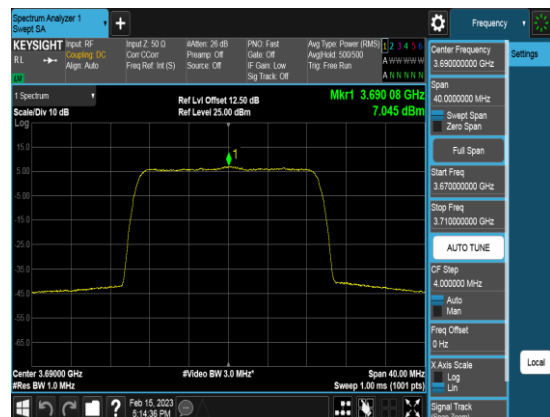 Spectrum Analyzer 1
Swept SA
+
Frequency
KEYSIGHT
RL
LV
Input: RF
Coupling: DC
Align: Auto
Input Z: 50 Ω
Corr CCorr
Freq Ref: Int (S)
#Atten: 26 dB
Preamp: Off
Source: Off
PNO: Fast
Gate: Off
IF Gain: Low
Sig Track: Off
Avg Type: Power (RMS)
Avg|Hold: 500/500
Trig: Free Run
1 2 3 4 5 6
A W W W W W
A N N N N N
1 Spectrum
Scale/Div 10 dB
Log
Ref Lvl Offset 12.50 dB
Ref Level 25.00 dBm
Mkr1 3.690 08 GHz
7.045 dBm
1
15.0
5.00
-5.00
-15.0
-25.0
-35.0
-45.0
-55.0
-65.0
Center 3.69000 GHz
#Res BW 1.0 MHz
#Video BW 3.0 MHz*
Span 40.00 MHz
Sweep 1.00 ms (1001 pts)
Center Frequency
3.690000000 GHz
Span
40.0000000 MHz
Swept Span
Zero Span
Full Span
Start Freq
3.670000000 GHz
Stop Freq
3.710000000 GHz
AUTO TUNE
CF Step
4.000000 MHz
Auto
Man
Freq Offset
0 Hz
X Axis Scale
Log
Lin
Signal Track
Settings
Local
?
Feb 15, 2023
5:14:36 PM